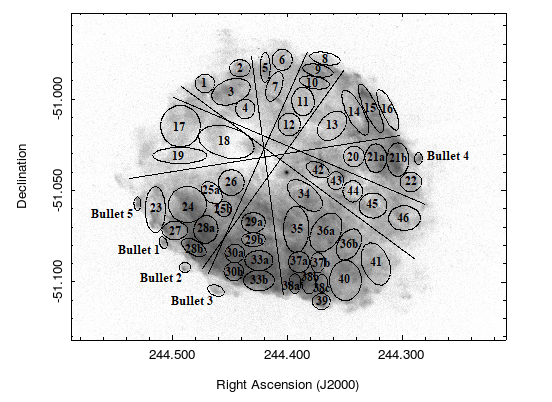 6
8
2
5
9
1
7
10
3
11
4
14
15
16
12
13
17
18
19
20
21a
21b
Bullet 4
42
43
22
26
25a
44
34
45
Bullet 5
23
24
25b
46
29a
27
28a
35
36a
Bullet 1
28b
29b
36b
30a
33a
37a
37b
41
Bullet 2
30b
33b
38b
40
38a
38c
Bullet 3
39
-51.000
-51.050
-51.100
Declination
244.500
244.400
244.300
Right Ascension (J2000)